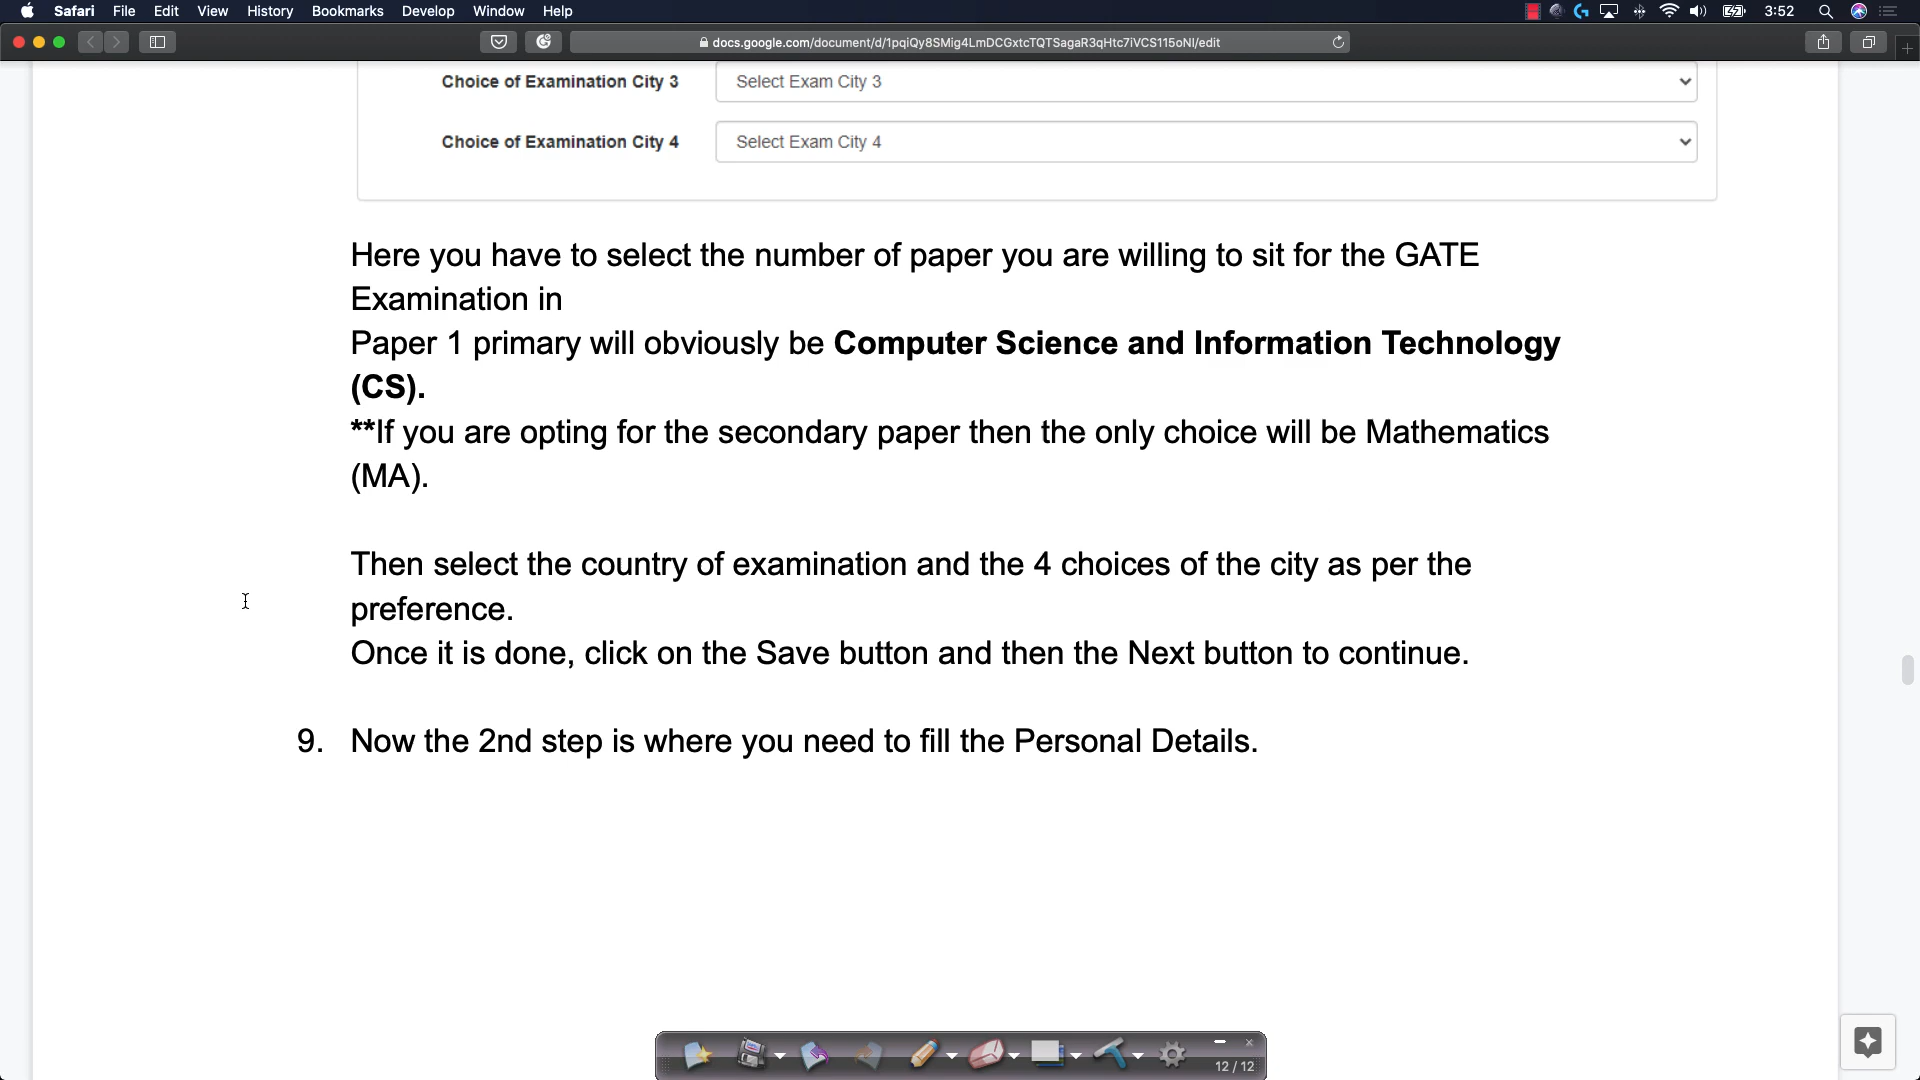 Safari File Edit View History Bookmarks Develop Window Help 3:52
docs.google.com/document/d/1pqiQy8SMig4LmDCGxtcTQTSagaR3qHtc7iVCS115oNI/edit
Choice of Examination City 3 Select Exam City 3
Choice of Examination City 4 Select Exam City 4
Here you have to select the number of paper you are willing to sit for the GATE
Examination in
Paper 1 primary will obviously be Computer Science and Information Technology
(CS).
**If you are opting for the secondary paper then the only choice will be Mathematics
(MA).
Then select the country of examination and the 4 choices of the city as per the
preference.
Once it is done, click on the Save button and then the Next button to continue.
9. Now the 2nd step is where you need to fill the Personal Details.
12 / 12